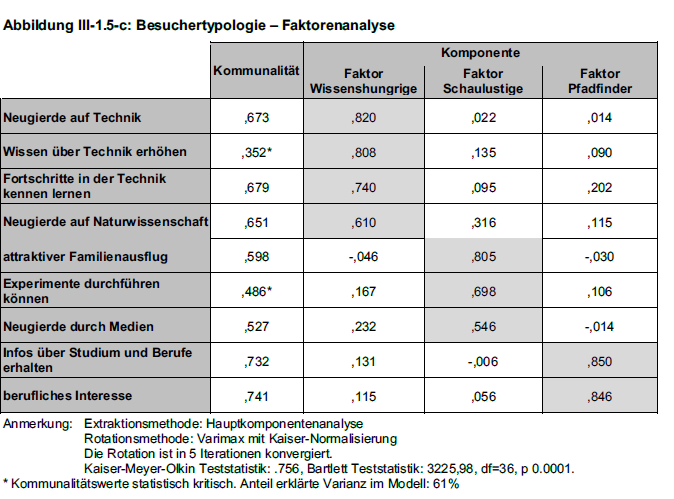 Abbildung III-1.5-c: Besuchertypologie – Faktorenanalyse
Komponente
Kommunalität Faktor Wissenshungrige Faktor Schaulustige Faktor Pfadfinder
Neugierde auf Technik ,673 ,820 ,022 ,014
Wissen über Technik erhöhen ,352* ,808 ,135 ,090
Fortschritte in der Technik kennen lernen ,679 ,740 ,095 ,202
Neugierde auf Naturwissenschaft ,651 ,610 ,316 ,115
attraktiver Familienausflug ,598 -,046 ,805 -,030
Experimente durchführen können ,486* ,167 ,698 ,106
Neugierde durch Medien ,527 ,232 ,546 -,014
Infos über Studium und Berufe erhalten ,732 ,131 -,006 ,850
berufliches Interesse ,741 ,115 ,056 ,846
Anmerkung: Extraktionsmethode: Hauptkomponentenanalyse
Rotationsmethode: Varimax mit Kaiser-Normalisierung
Die Rotation ist in 5 Iterationen konvergiert.
Kaiser-Meyer-Olkin Teststatistik: .756, Bartlett Teststatistik: 3225,98, df=36, p 0.0001.
* Kommunalitätswerte statistisch kritisch. Anteil erklärte Varianz im Modell: 61%